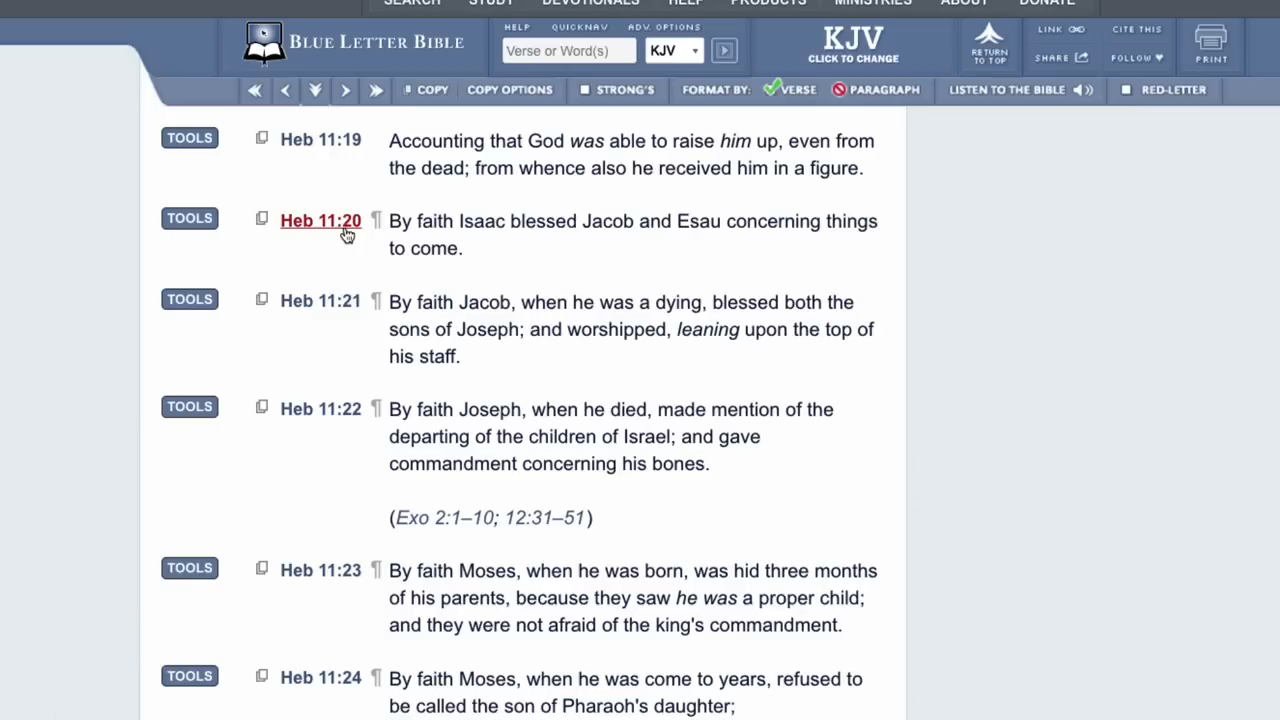 SEARCH STUDY DEVOTIONALS HELP PRODUCTS MINISTRIES ABOUT DONATE
BLUE LETTER BIBLE
HELP QUICKNAV ADV. OPTIONS
Verse or Word(s) KJV
KJV
CLICK TO CHANGE
RETURN
TO TOP
LINK CITE THIS
SHARE FOLLOW
PRINT
COPY COPY OPTIONS STRONG'S FORMAT BY: VERSE PARAGRAPH LISTEN TO THE BIBLE RED-LETTER
TOOLS Heb 11:19 Accounting that God was able to raise him up, even from
the dead; from whence also he received him in a figure.
TOOLS Heb 11:20 ¶ By faith Isaac blessed Jacob and Esau concerning things
to come.
TOOLS Heb 11:21 ¶ By faith Jacob, when he was a dying, blessed both the
sons of Joseph; and worshipped, leaning upon the top of
his staff.
TOOLS Heb 11:22 ¶ By faith Joseph, when he died, made mention of the
departing of the children of Israel; and gave
commandment concerning his bones.
(Exo 2:1–10; 12:31–51)
TOOLS Heb 11:23 ¶ By faith Moses, when he was born, was hid three months
of his parents, because they saw he was a proper child;
and they were not afraid of the king's commandment.
TOOLS Heb 11:24 ¶ By faith Moses, when he was come to years, refused to
be called the son of Pharaoh's daughter;